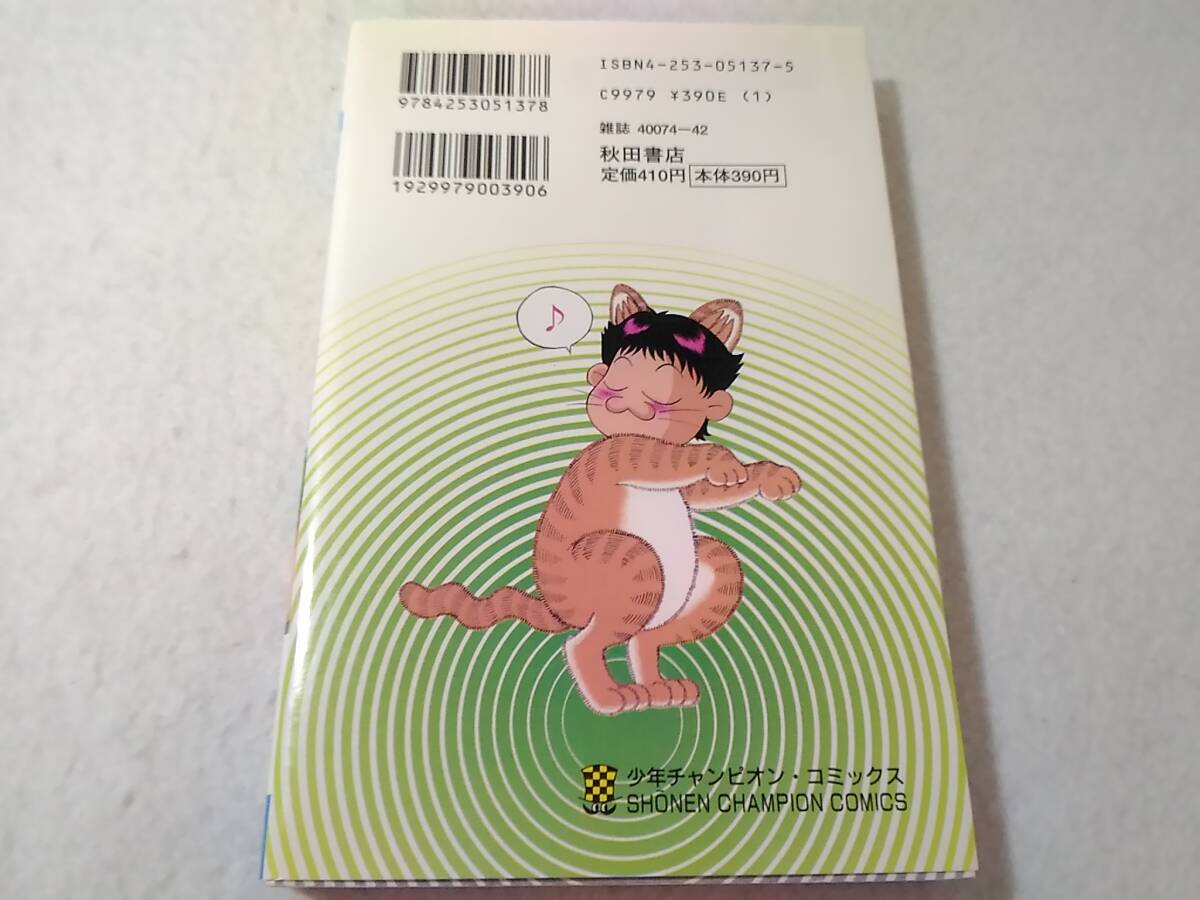 ISBN4-253-05137-5
9784253051378
C9979 ¥390E (1)
雑誌 40074-42
秋田書店
定価410円 本体390円
1929979003906
♪
少年チャンピオン・コミックス
SHŌNEN CHAMPION COMICS